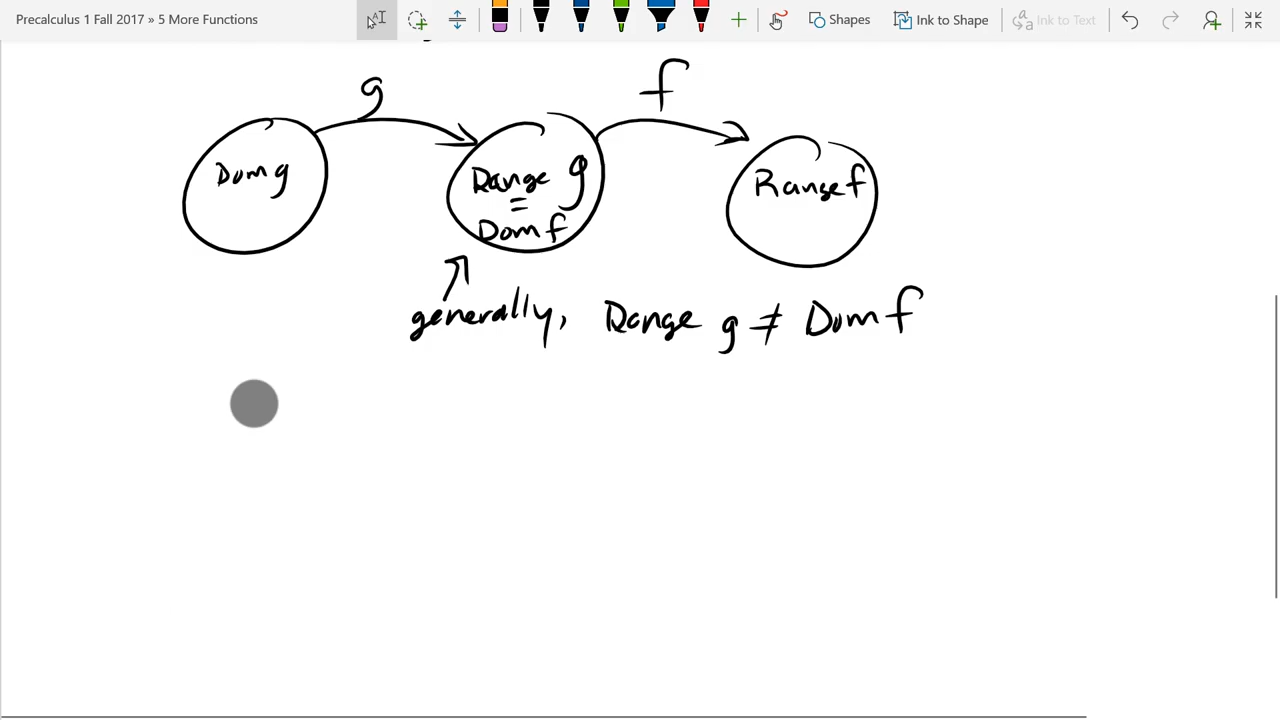 Precalculus 1 Fall 2017 » 5 More Functions
Shapes
Ink to Shape
Ink to Text
g
f
Dom g
Range g
=
Dom f
Range f
generally, Range g ≠ Dom f